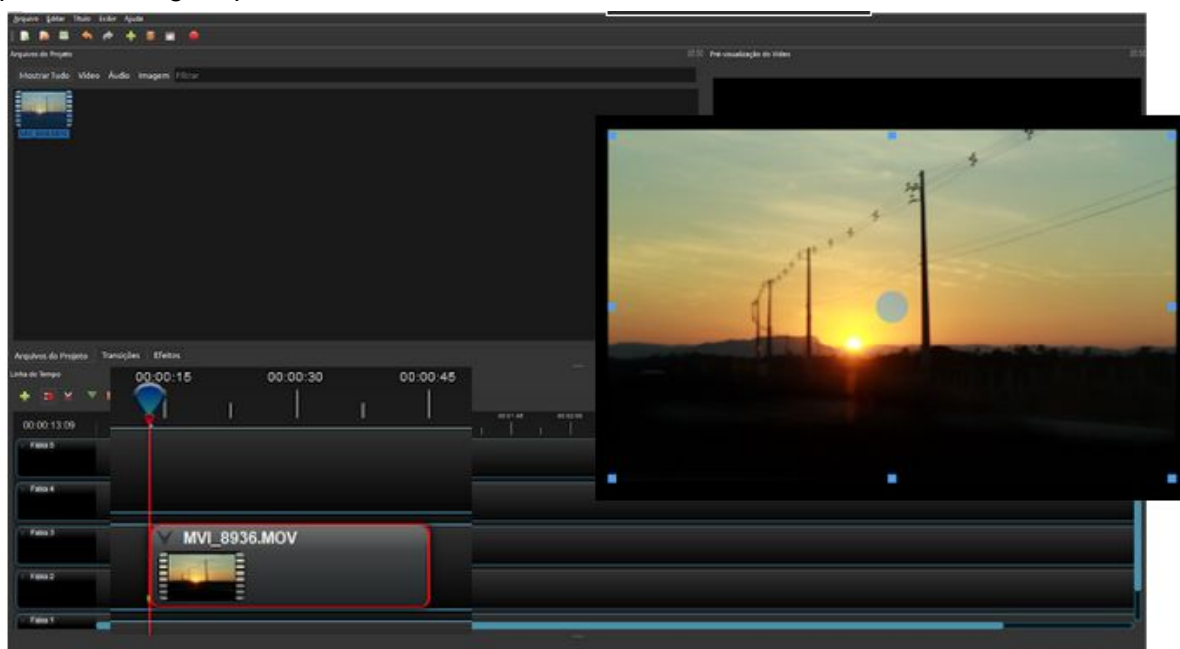 Arquivo Editar Título Exibir Ajuda
Arquivos do Projeto
Pré-visualização do Vídeo
Mostrar Tudo Vídeo Áudio Imagem Filtrar
Arquivos do Projeto Transições Efeitos
Linha de Tempo
00:00:15 00:00:30 00:00:45
00:00:13:09
Faixa 5
Faixa 4
Faixa 3
MVI_8936.MOV
Faixa 2
Faixa 1